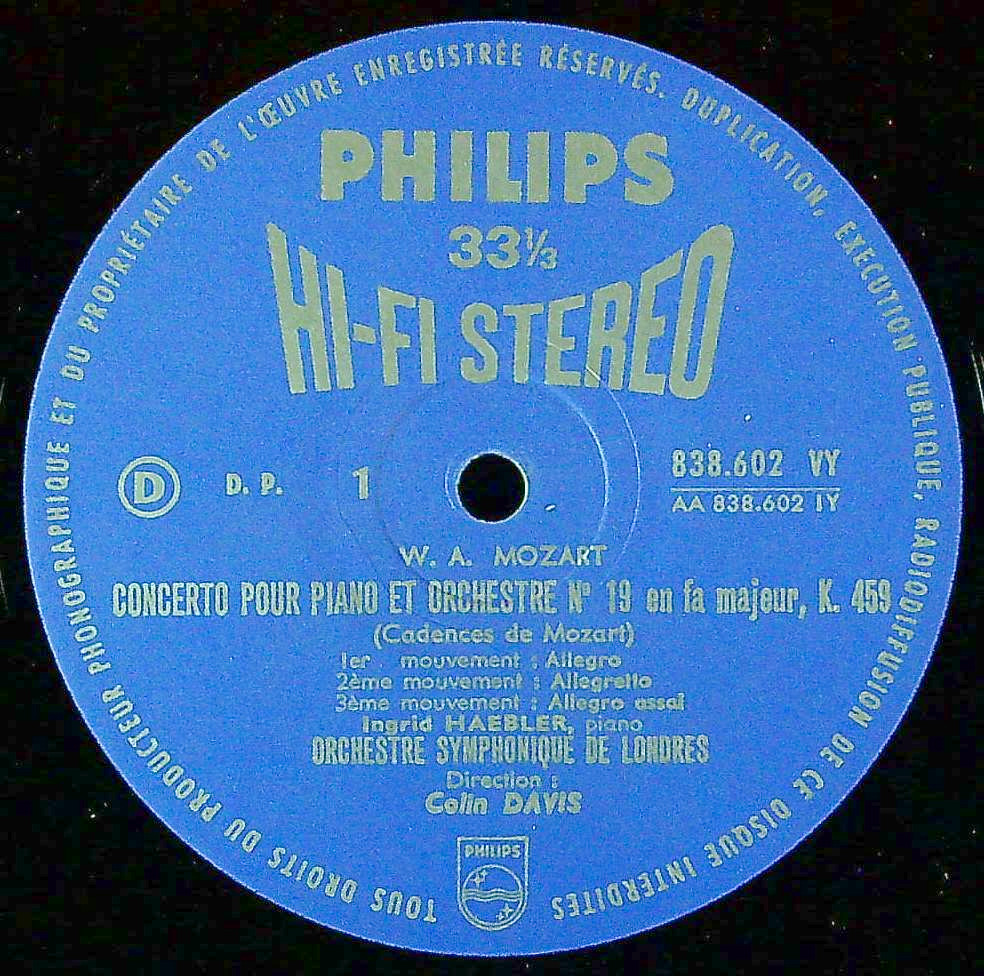 TOUS DROITS DU PRODUCTEUR PHONOGRAPHIQUE ET DU PROPRIÉTAIRE DE L'ŒUVRE ENREGISTRÉE RÉSERVÉS. DUPLICATION, EXÉCUTION PUBLIQUE, RADIODIFFUSION DE CE DISQUE INTERDITES
PHILIPS
33⅓
HI-FI STEREO
D D. P. 1 838.602 VY
AA 838.602 1Y
W. A. MOZART
CONCERTO POUR PIANO ET ORCHESTRE Nº 19 en fa majeur, K. 459
(Cadences de Mozart)
1er . mouvement : Allegro
2ème mouvement : Allegretto
3ème mouvement : Allegro assai
Ingrid HAEBLER, piano
ORCHESTRE SYMPHONIQUE DE LONDRES
Direction :
Colin DAVIS
PHILIPS